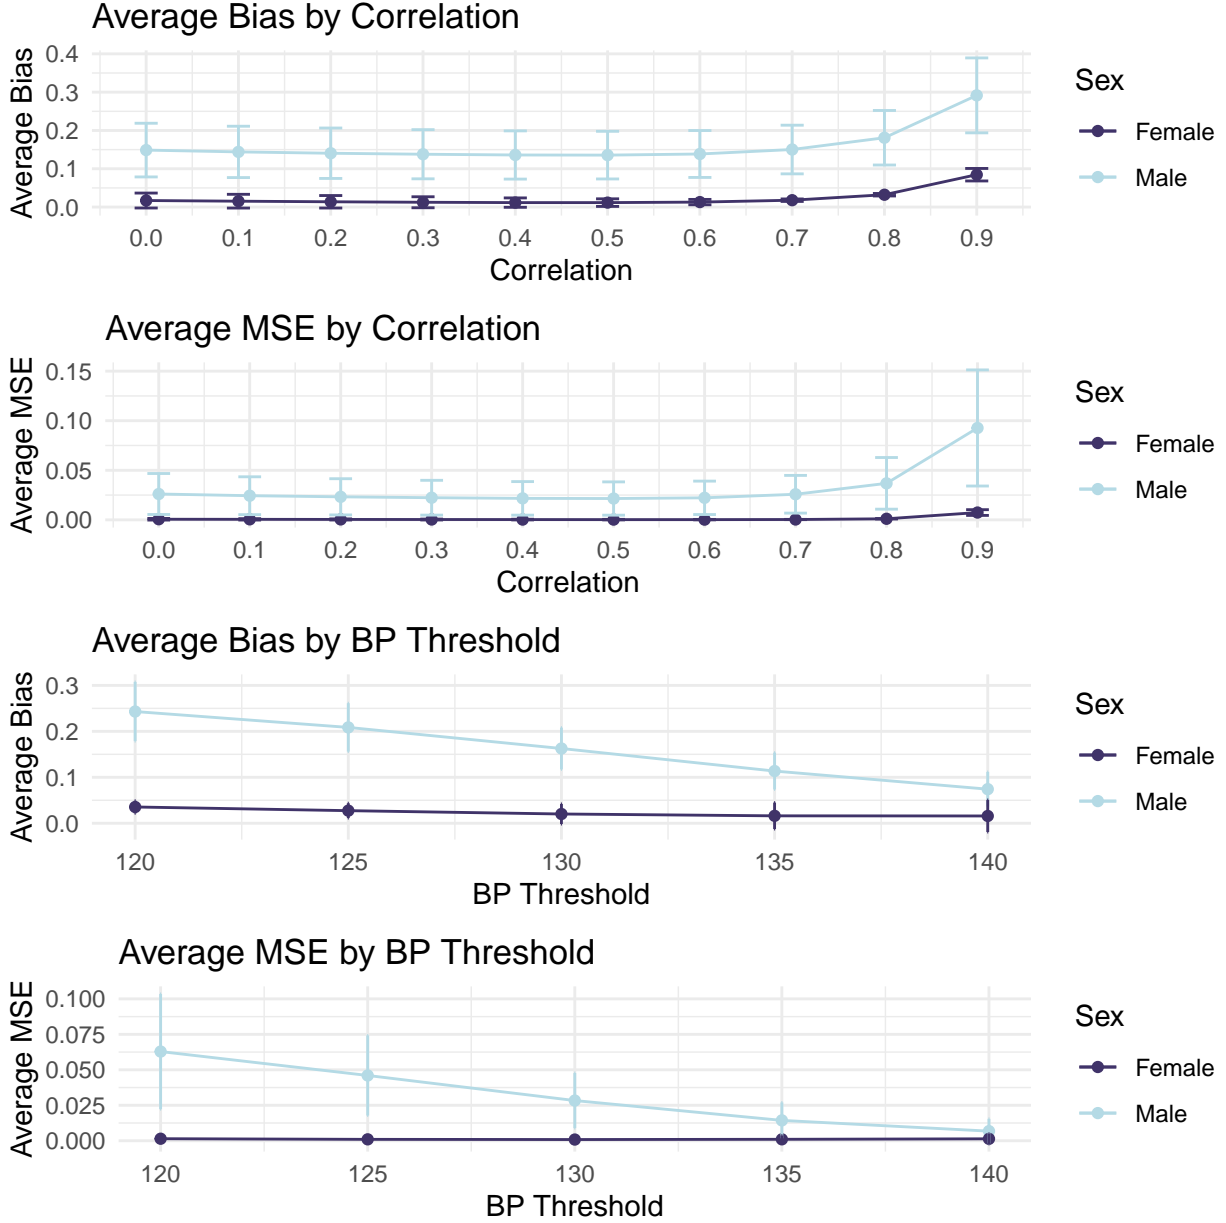 Average Bias by Correlation
Average Bias
0.4
0.3
0.2
0.1
0.0
0.0 0.1 0.2 0.3 0.4 0.5 0.6 0.7 0.8 0.9
Correlation
Sex
Female
Male
Average MSE by Correlation
Average MSE
0.15
0.10
0.05
0.00
0.0 0.1 0.2 0.3 0.4 0.5 0.6 0.7 0.8 0.9
Correlation
Sex
Female
Male
Average Bias by BP Threshold
Average Bias
0.3
0.2
0.1
0.0
120 125 130 135 140
BP Threshold
Sex
Female
Male
Average MSE by BP Threshold
Average MSE
0.100
0.075
0.050
0.025
0.000
120 125 130 135 140
BP Threshold
Sex
Female
Male